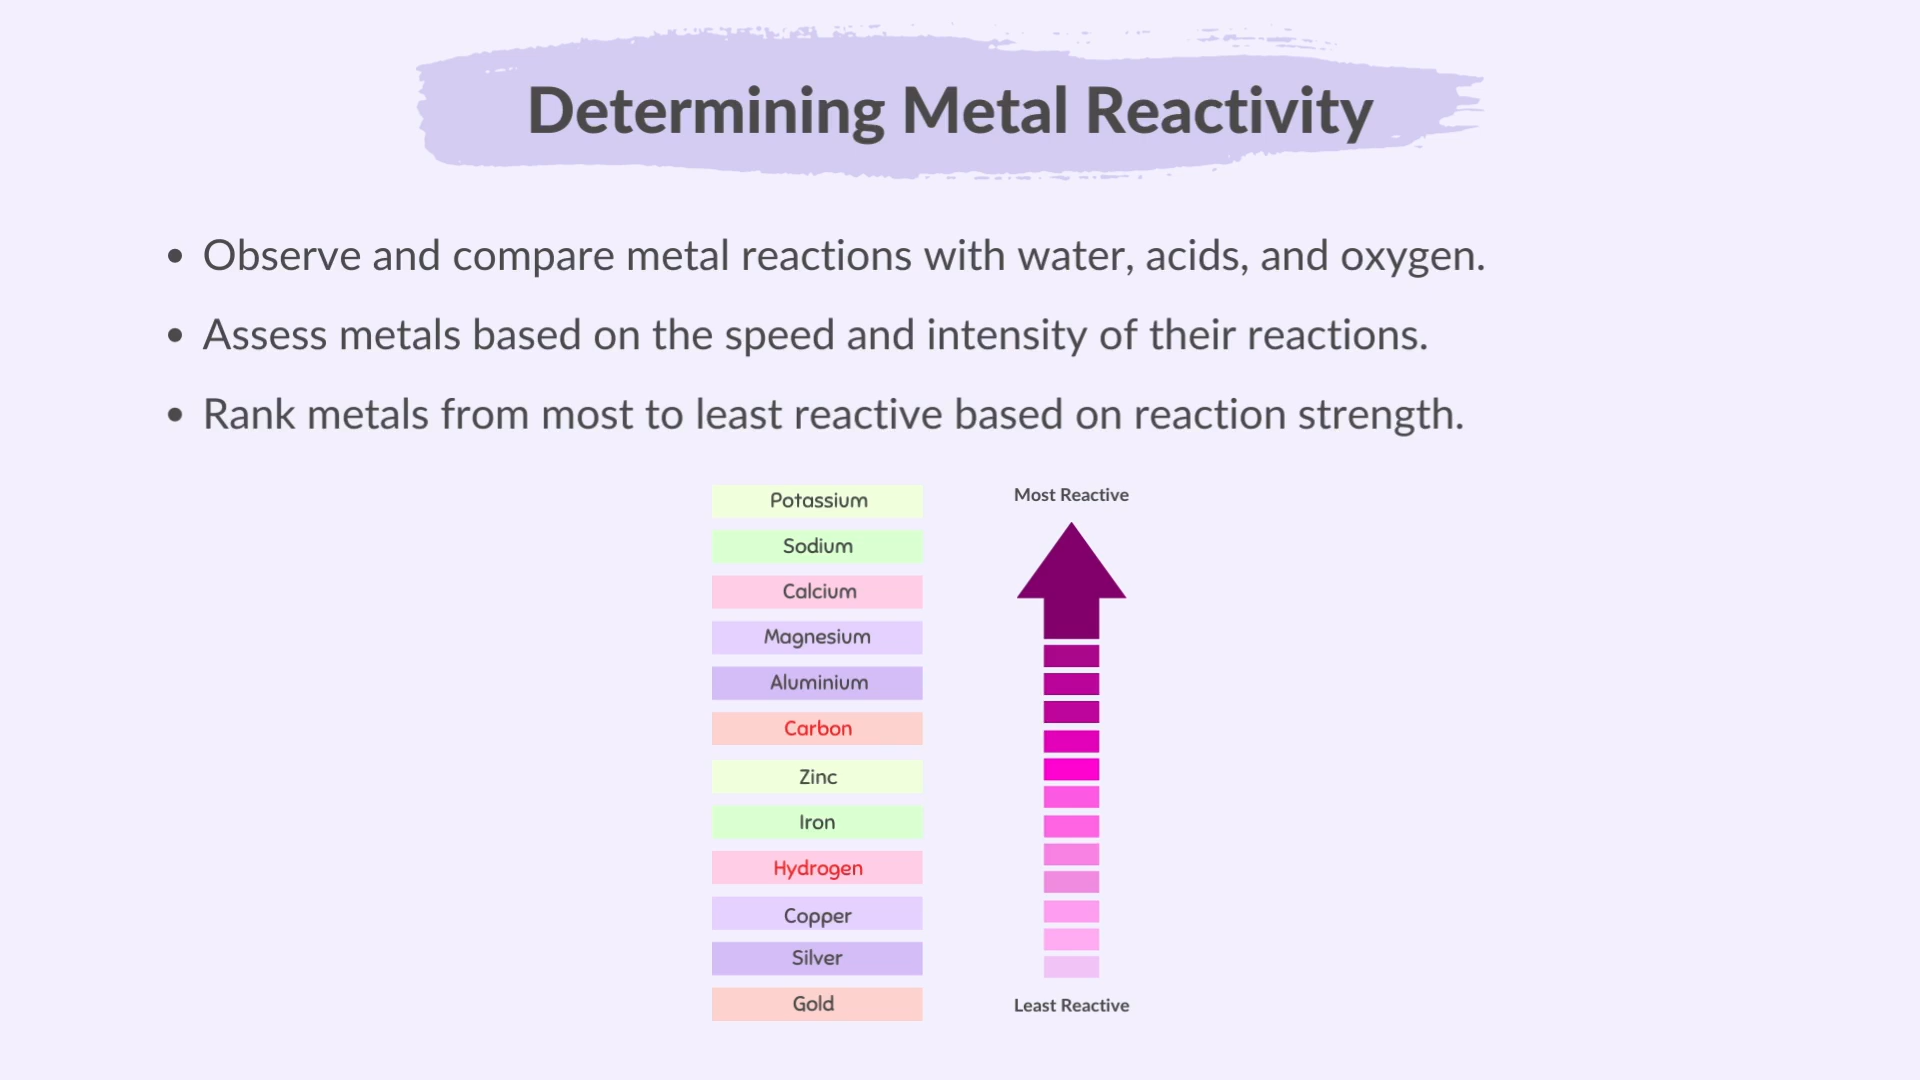 Determining Metal Reactivity
• Observe and compare metal reactions with water, acids, and oxygen.
• Assess metals based on the speed and intensity of their reactions.
• Rank metals from most to least reactive based on reaction strength.
Potassium
Sodium
Calcium
Magnesium
Aluminium
Carbon
Zinc
Iron
Hydrogen
Copper
Silver
Gold
Most Reactive
Least Reactive